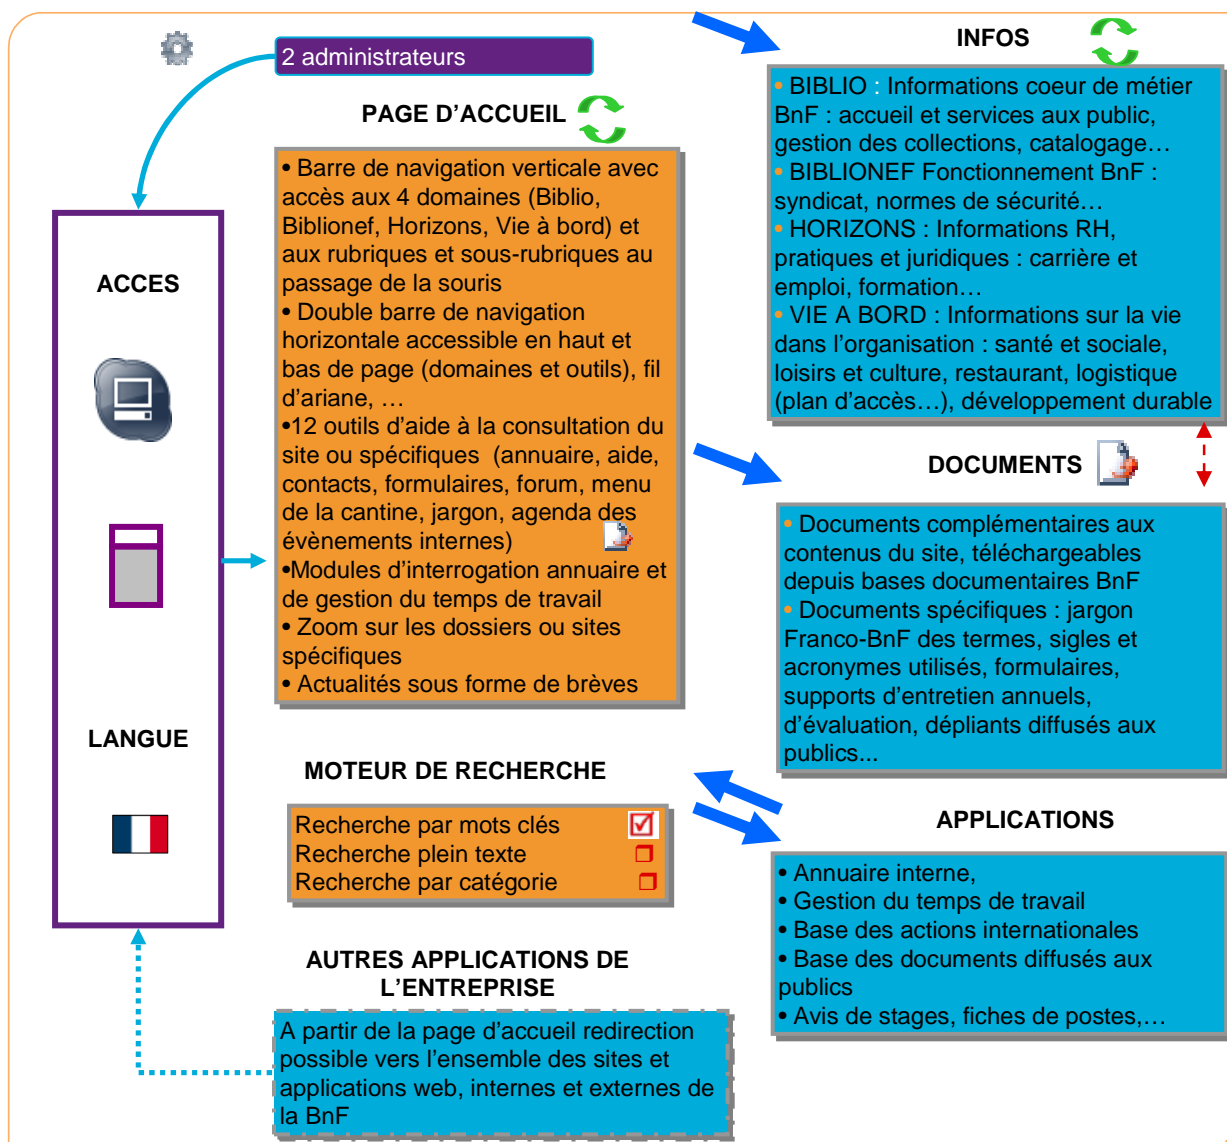 2 administrateurs
PAGE D'ACCUEIL
• Barre de navigation verticale avec
accès aux 4 domaines (Biblio,
Biblionef, Horizons, Vie à bord) et
aux rubriques et sous-rubriques au
passage de la souris
• Double barre de navigation
horizontale accessible en haut et
bas de page (domaines et outils), fil
d'ariane, …
•12 outils d'aide à la consultation du
site ou spécifiques (annuaire, aide,
contacts, formulaires, forum, menu
de la cantine, jargon, agenda des
évènements internes)
•Modules d'interrogation annuaire et
de gestion du temps de travail
• Zoom sur les dossiers ou sites
spécifiques
• Actualités sous forme de brèves
ACCES
LANGUE
MOTEUR DE RECHERCHE
Recherche par mots clés
Recherche plein texte
Recherche par catégorie
AUTRES APPLICATIONS DE
L'ENTREPRISE
A partir de la page d'accueil redirection
possible vers l'ensemble des sites et
applications web, internes et externes de
la BnF
INFOS
• BIBLIO : Informations coeur de métier
BnF : accueil et services aux public,
gestion des collections, catalogage…
• BIBLIONEF Fonctionnement BnF :
syndicat, normes de sécurité…
• HORIZONS : Informations RH,
pratiques et juridiques : carrière et
emploi, formation…
• VIE A BORD : Informations sur la vie
dans l'organisation : santé et sociale,
loisirs et culture, restaurant, logistique
(plan d'accès…), développement durable
DOCUMENTS
• Documents complémentaires aux
contenus du site, téléchargeables
depuis bases documentaires BnF
• Documents spécifiques : jargon
Franco-BnF des termes, sigles et
acronymes utilisés, formulaires,
supports d'entretien annuels,
d'évaluation, dépliants diffusés aux
publics...
APPLICATIONS
• Annuaire interne,
• Gestion du temps de travail
• Base des actions internationales
• Base des documents diffusés aux
publics
• Avis de stages, fiches de postes,…